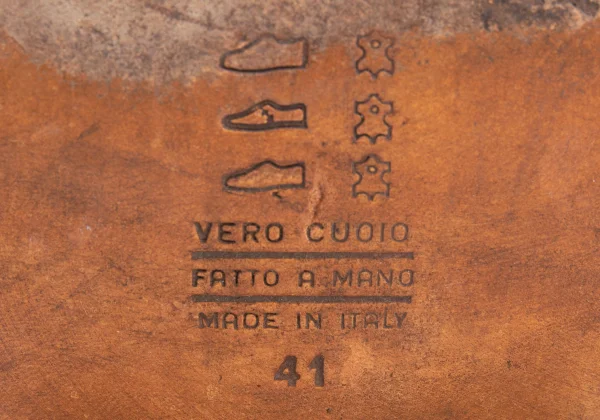 VERO CUOIO
FATTO A MANO
MADE IN ITALY
41